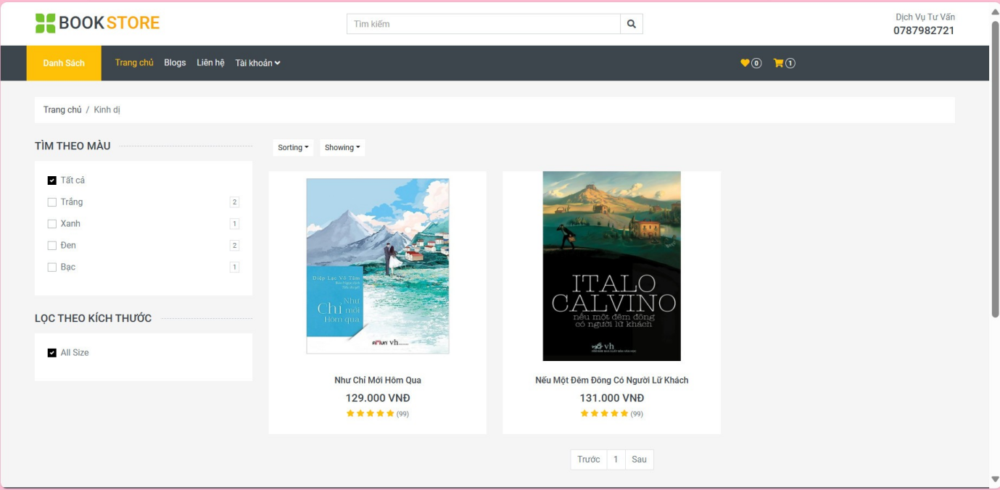 BOOK STORE
Tìm kiếm
Dịch Vụ Tư Vấn
0787982721
Danh Sách
Trang chủ Blogs Liên hệ Tài khoản
0 1
Trang chủ / Kinh dị
TÌM THEO MÀU
Tất cả
Trắng 2
Xanh 1
Đen 2
Bạc 1
LỌC THEO KÍCH THƯỚC
All Size
Sorting Showing
Diệp Lạc Vô Tâm
Như
Chỉ mới
Hôm qua
vh
Như Chỉ Mới Hôm Qua
129.000 VNĐ
(99)
ITALO
CALVINO
nếu một đêm đông
có người lữ khách
vh
Nếu Một Đêm Đông Có Người Lữ Khách
131.000 VNĐ
(99)
Trước 1 Sau